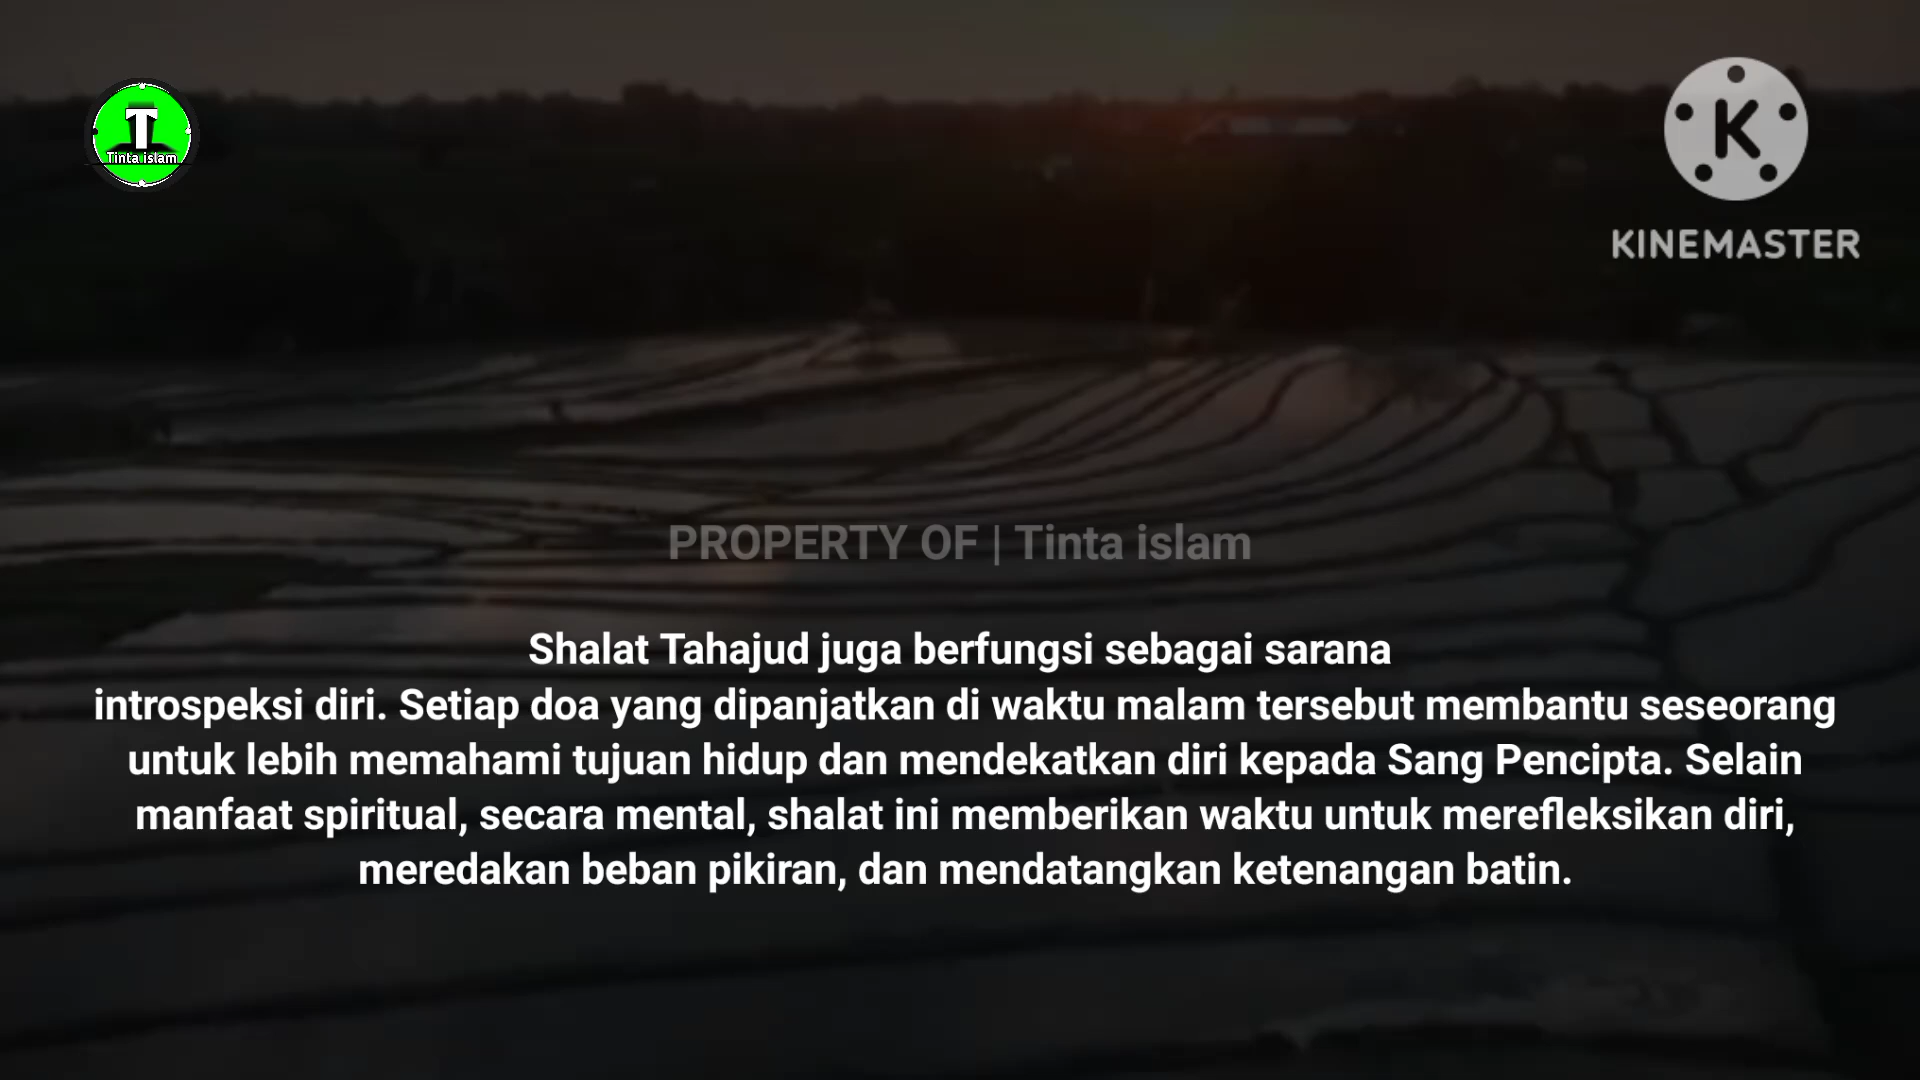 T
Tinta islam
K
KINEMASTER
PROPERTY OF | Tinta islam
Shalat Tahajud juga berfungsi sebagai sarana
introspeksi diri. Setiap doa yang dipanjatkan di waktu malam tersebut membantu seseorang
untuk lebih memahami tujuan hidup dan mendekatkan diri kepada Sang Pencipta. Selain
manfaat spiritual, secara mental, shalat ini memberikan waktu untuk merefleksikan diri,
meredakan beban pikiran, dan mendatangkan ketenangan batin.